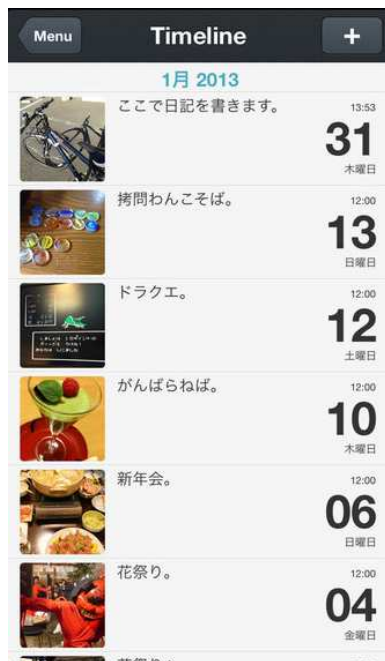 Menu
Timeline
+
1月 2013
ここで日記を書きます。
13:53
31
木曜日
拷問わんこそば。
12:00
13
日曜日
ドラクエ。
12:00
12
土曜日
がんばらねば。
12:00
10
木曜日
新年会。
12:00
06
日曜日
花祭り。
12:00
04
金曜日